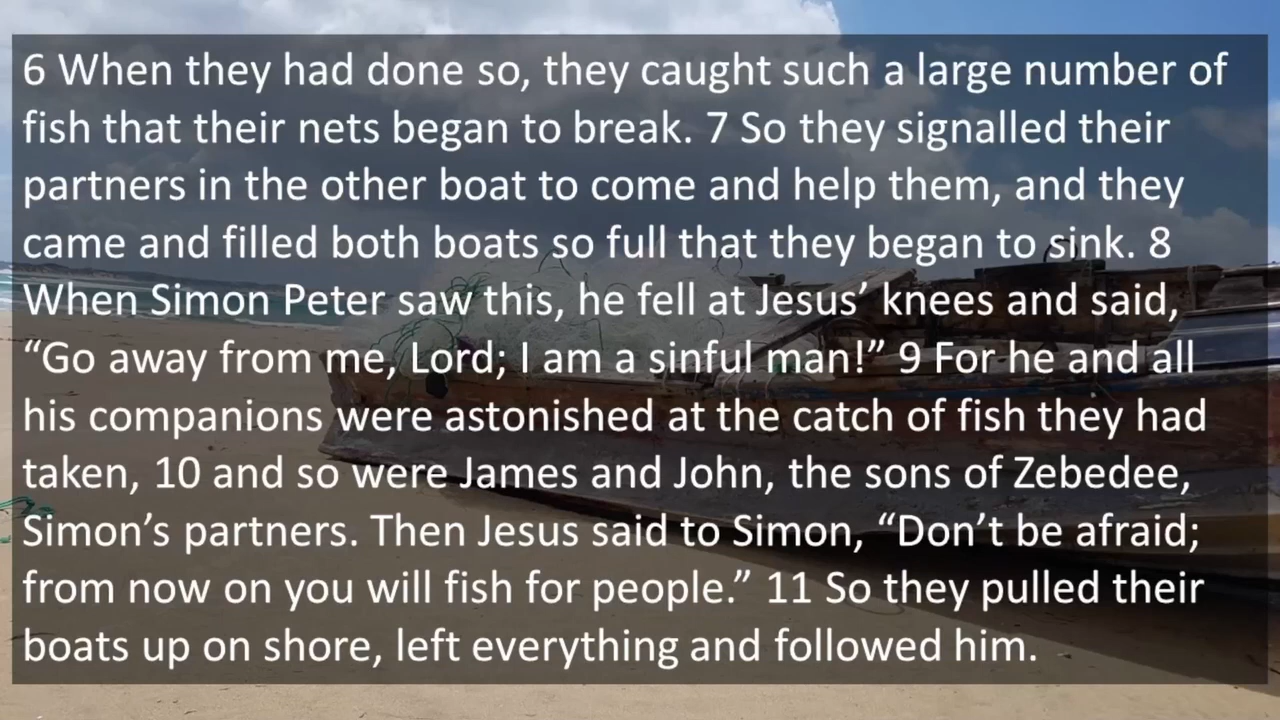 6 When they had done so, they caught such a large number of
fish that their nets began to break. 7 So they signalled their
partners in the other boat to come and help them, and they
came and filled both boats so full that they began to sink. 8
When Simon Peter saw this, he fell at Jesus’ knees and said,
“Go away from me, Lord; I am a sinful man!” 9 For he and all
his companions were astonished at the catch of fish they had
taken, 10 and so were James and John, the sons of Zebedee,
Simon’s partners. Then Jesus said to Simon, “Don’t be afraid;
from now on you will fish for people.” 11 So they pulled their
boats up on shore, left everything and followed him.